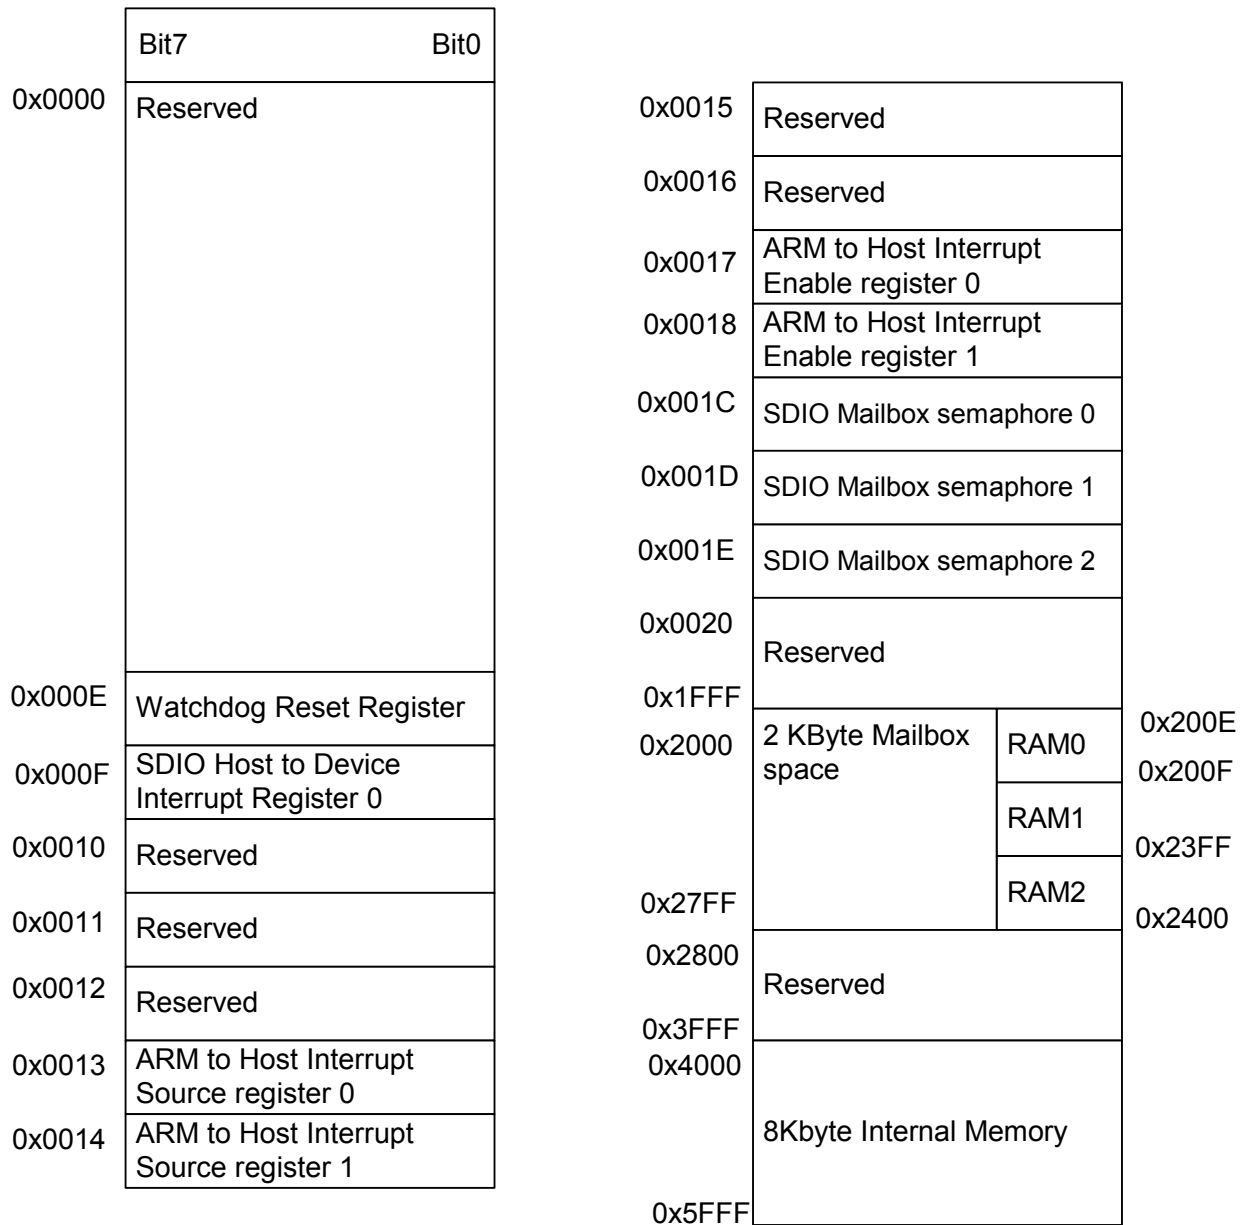 Bit7 Bit0
0x0000 Reserved
0x000E Watchdog Reset Register
0x000F SDIO Host to Device
Interrupt Register 0
0x0010 Reserved
0x0011 Reserved
0x0012 Reserved
0x0013 ARM to Host Interrupt
Source register 0
0x0014 ARM to Host Interrupt
Source register 1
0x0015 Reserved
0x0016 Reserved
0x0017 ARM to Host Interrupt
Enable register 0
0x0018 ARM to Host Interrupt
Enable register 1
0x001C SDIO Mailbox semaphore 0
0x001D SDIO Mailbox semaphore 1
0x001E SDIO Mailbox semaphore 2
0x0020
Reserved
0x1FFF
0x2000 2 KByte Mailbox
space
RAM0 0x200E
0x200F
RAM1
0x23FF
0x27FF RAM2
0x2400
0x2800
Reserved
0x3FFF
0x4000
8Kbyte Internal Memory
0x5FFF